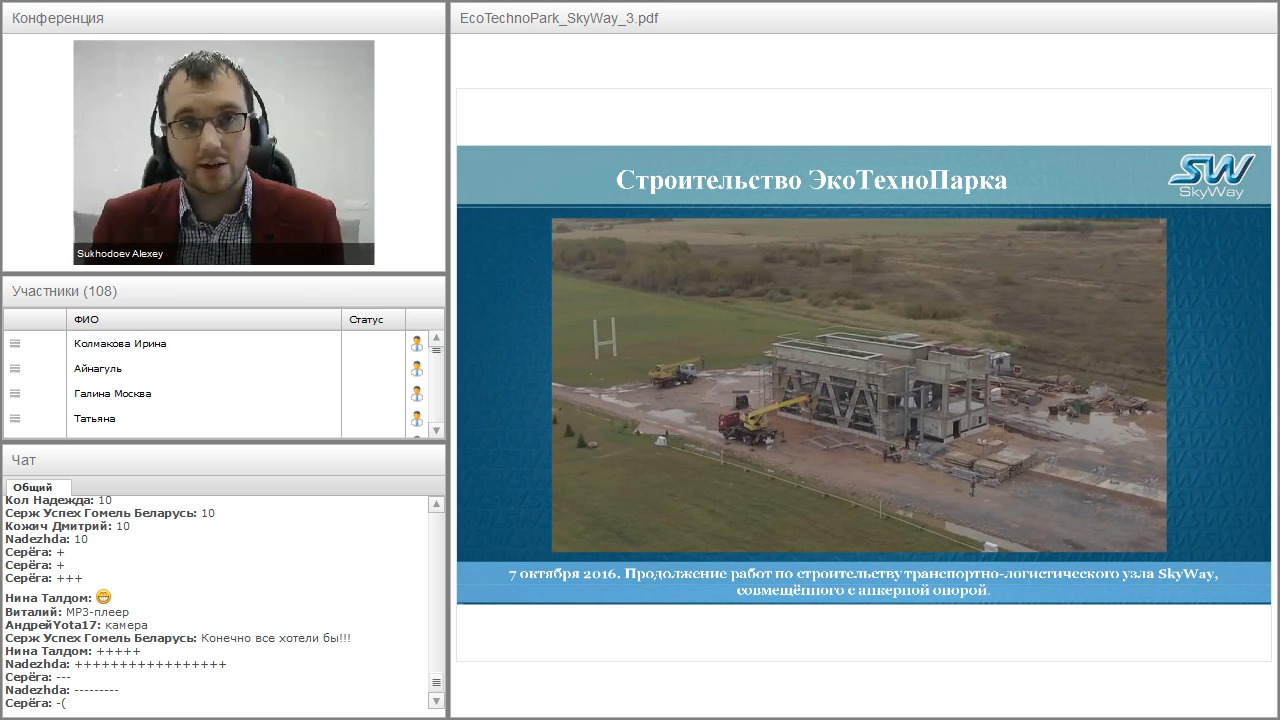 Конференция
Sukhodoev Alexey
Участники (108)
ФИО
Статус
Колмакова Ирина
Айнагуль
Галина Москва
Татьяна
Чат
Общий
Кол Надежда: 10
Серж Успех Гомель Беларусь: 10
Кожич Дмитрий: 10
Nadezhda: 10
Серёга: +
Серёга: +
Серёга: +++
Нина Талдом:
Виталий: MP3-плеер
АндрейYota17: камера
Серж Успех Гомель Беларусь: Конечно все хотели бы!!!
Нина Талдом: +++++
Nadezhda: +++++++++++++++++
Серёга: ---
Nadezhda: ---------
Серёга: -(
EcoTechnoPark_SkyWay_3.pdf
Строительство ЭкоТехноПарка
SW
SkyWay
7 октября 2016. Продолжение работ по строительству транспортно-логистического узла SkyWay,
совмещённого с анкерной опорой.